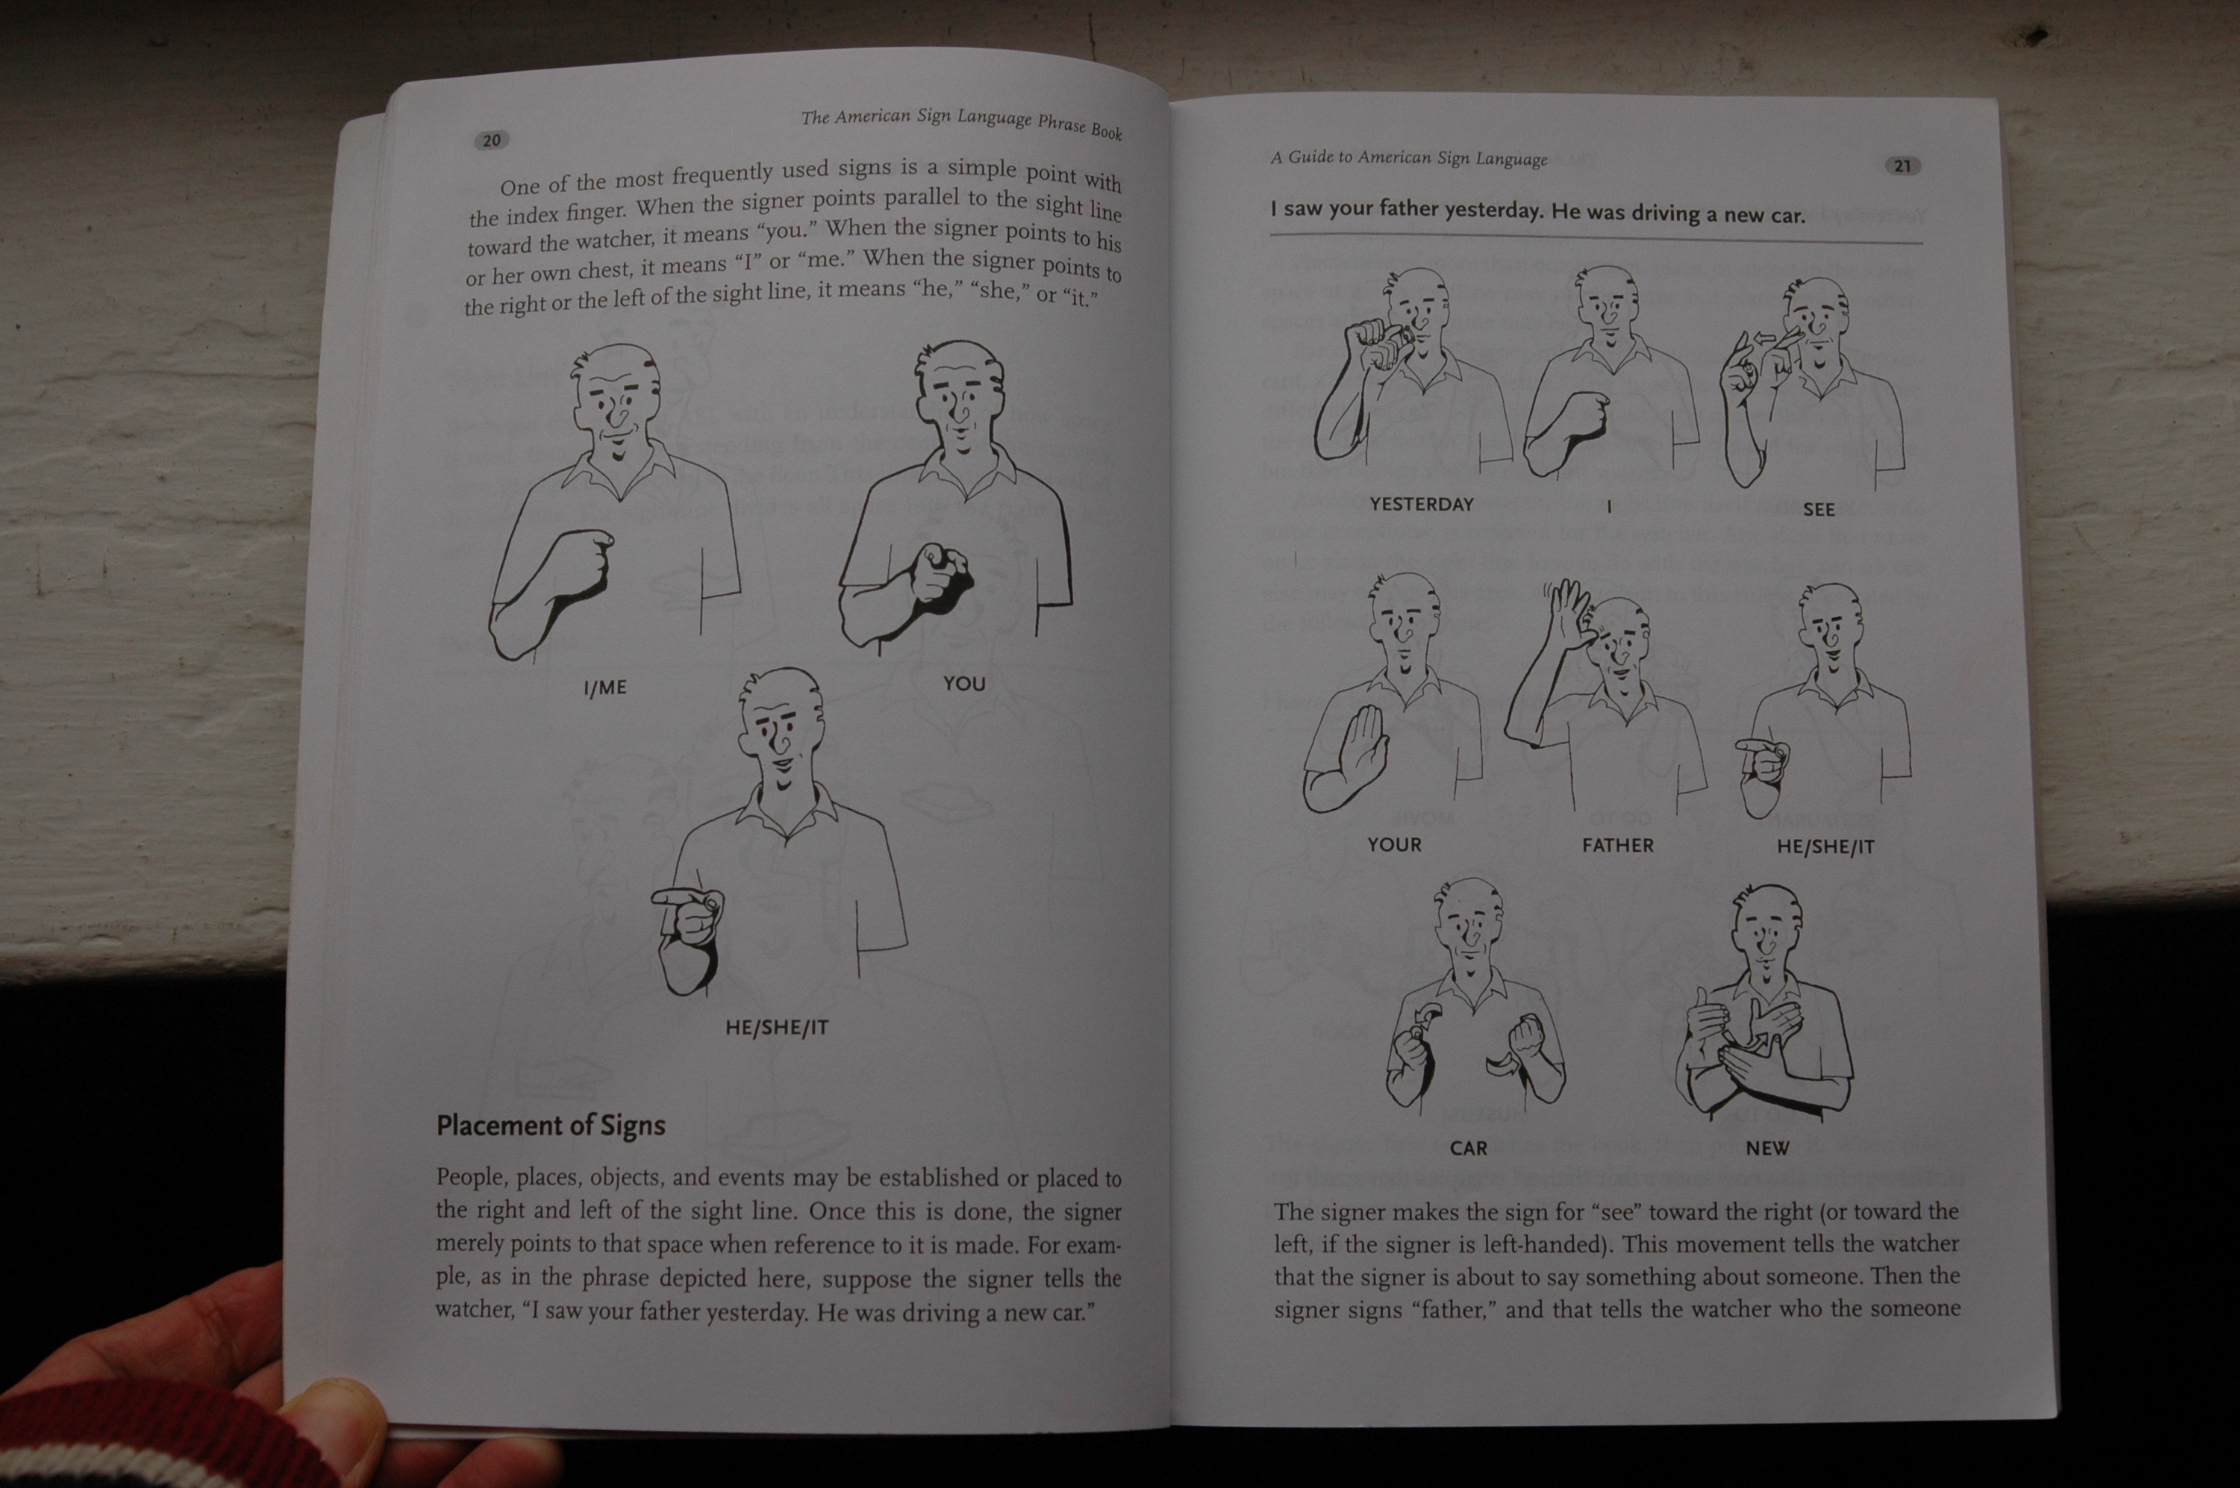 20
The American Sign Language Phrase Book
One of the most frequently used signs is a simple point with
the index finger. When the signer points parallel to the sight line
toward the watcher, it means “you.” When the signer points to his
or her own chest, it means “I” or “me.” When the signer points to
the right or the left of the sight line, it means “he,” “she,” or “it.”
I/ME
YOU
HE/SHE/IT
Placement of Signs
People, places, objects, and events may be established or placed to
the right and left of the sight line. Once this is done, the signer
merely points to that space when reference to it is made. For exam-
ple, as in the phrase depicted here, suppose the signer tells the
watcher, “I saw your father yesterday. He was driving a new car.”
A Guide to American Sign Language
21
I saw your father yesterday. He was driving a new car.
YESTERDAY
I
SEE
YOUR
FATHER
HE/SHE/IT
CAR
NEW
The signer makes the sign for “see” toward the right (or toward the
left, if the signer is left-handed). This movement tells the watcher
that the signer is about to say something about someone. Then the
signer signs “father,” and that tells the watcher who the someone